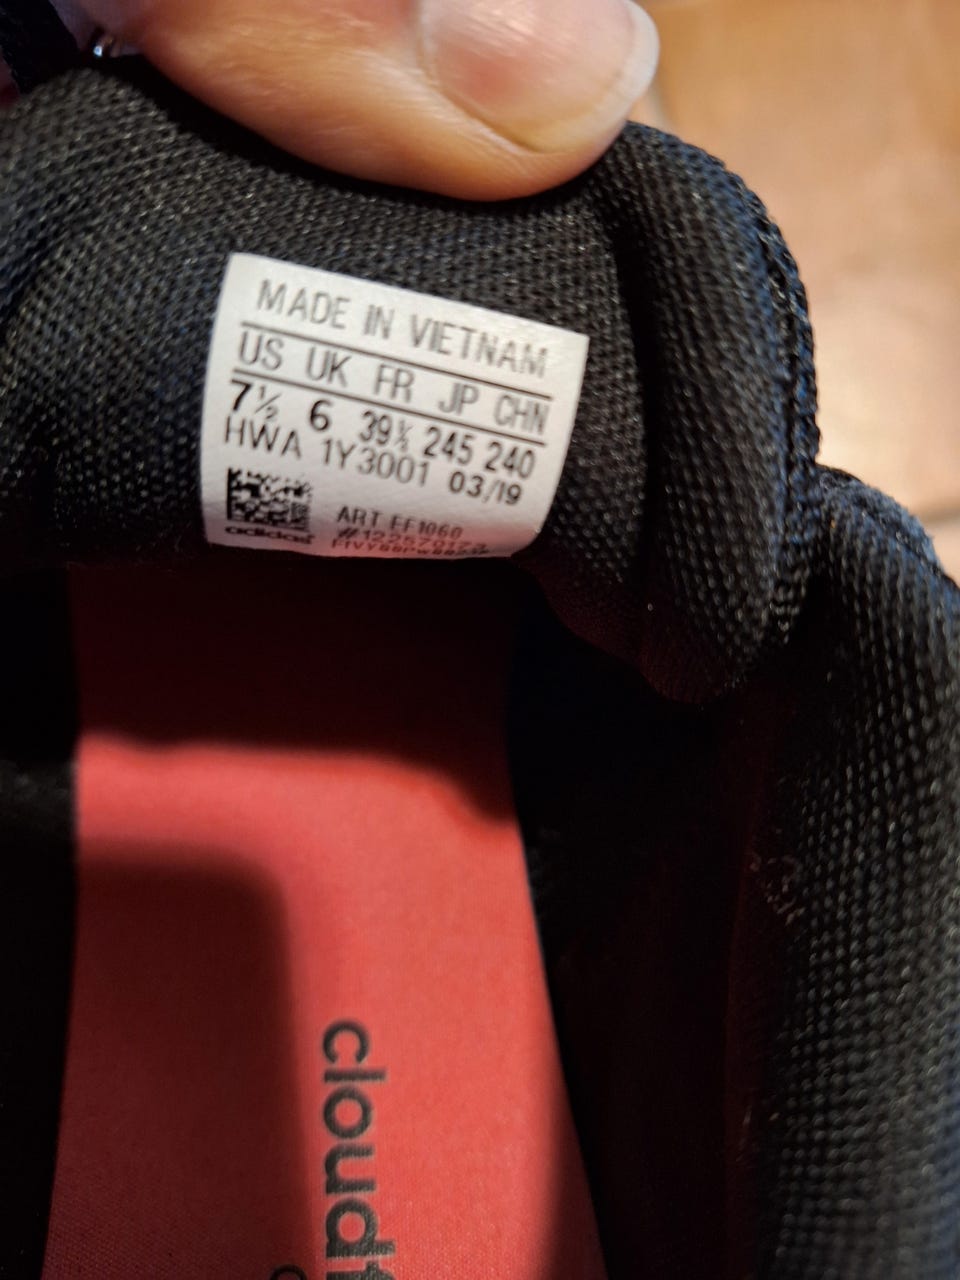 MADE IN VIETNAM
US UK FR JP CHN
7½ 6 39⅓ 245 240
HWA 1Y3001 03/19
ART EF1060
adidas
cloud